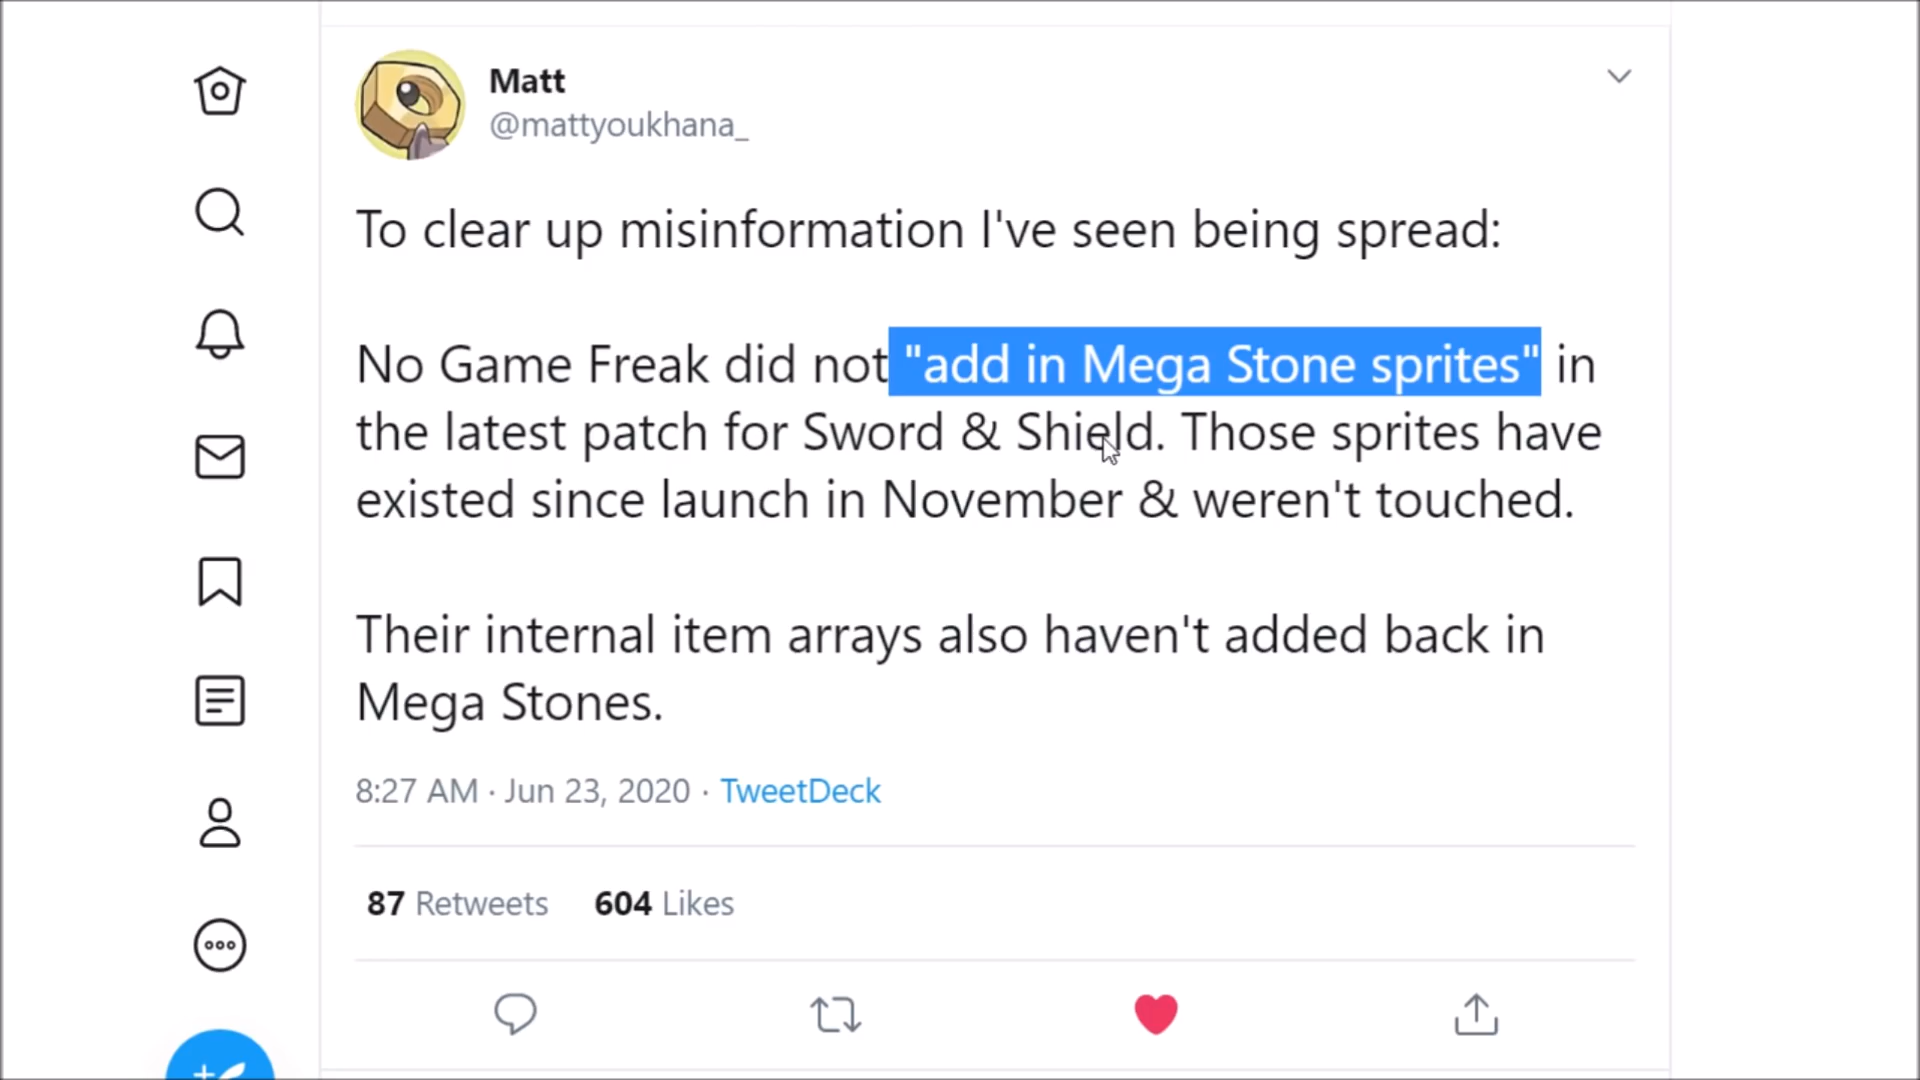 Matt
@mattyoukhana_
To clear up misinformation I've seen being spread:
No Game Freak did not "add in Mega Stone sprites" in
the latest patch for Sword & Shield. Those sprites have
existed since launch in November & weren't touched.
Their internal item arrays also haven't added back in
Mega Stones.
8:27 AM · Jun 23, 2020 · TweetDeck
87 Retweets 604 Likes